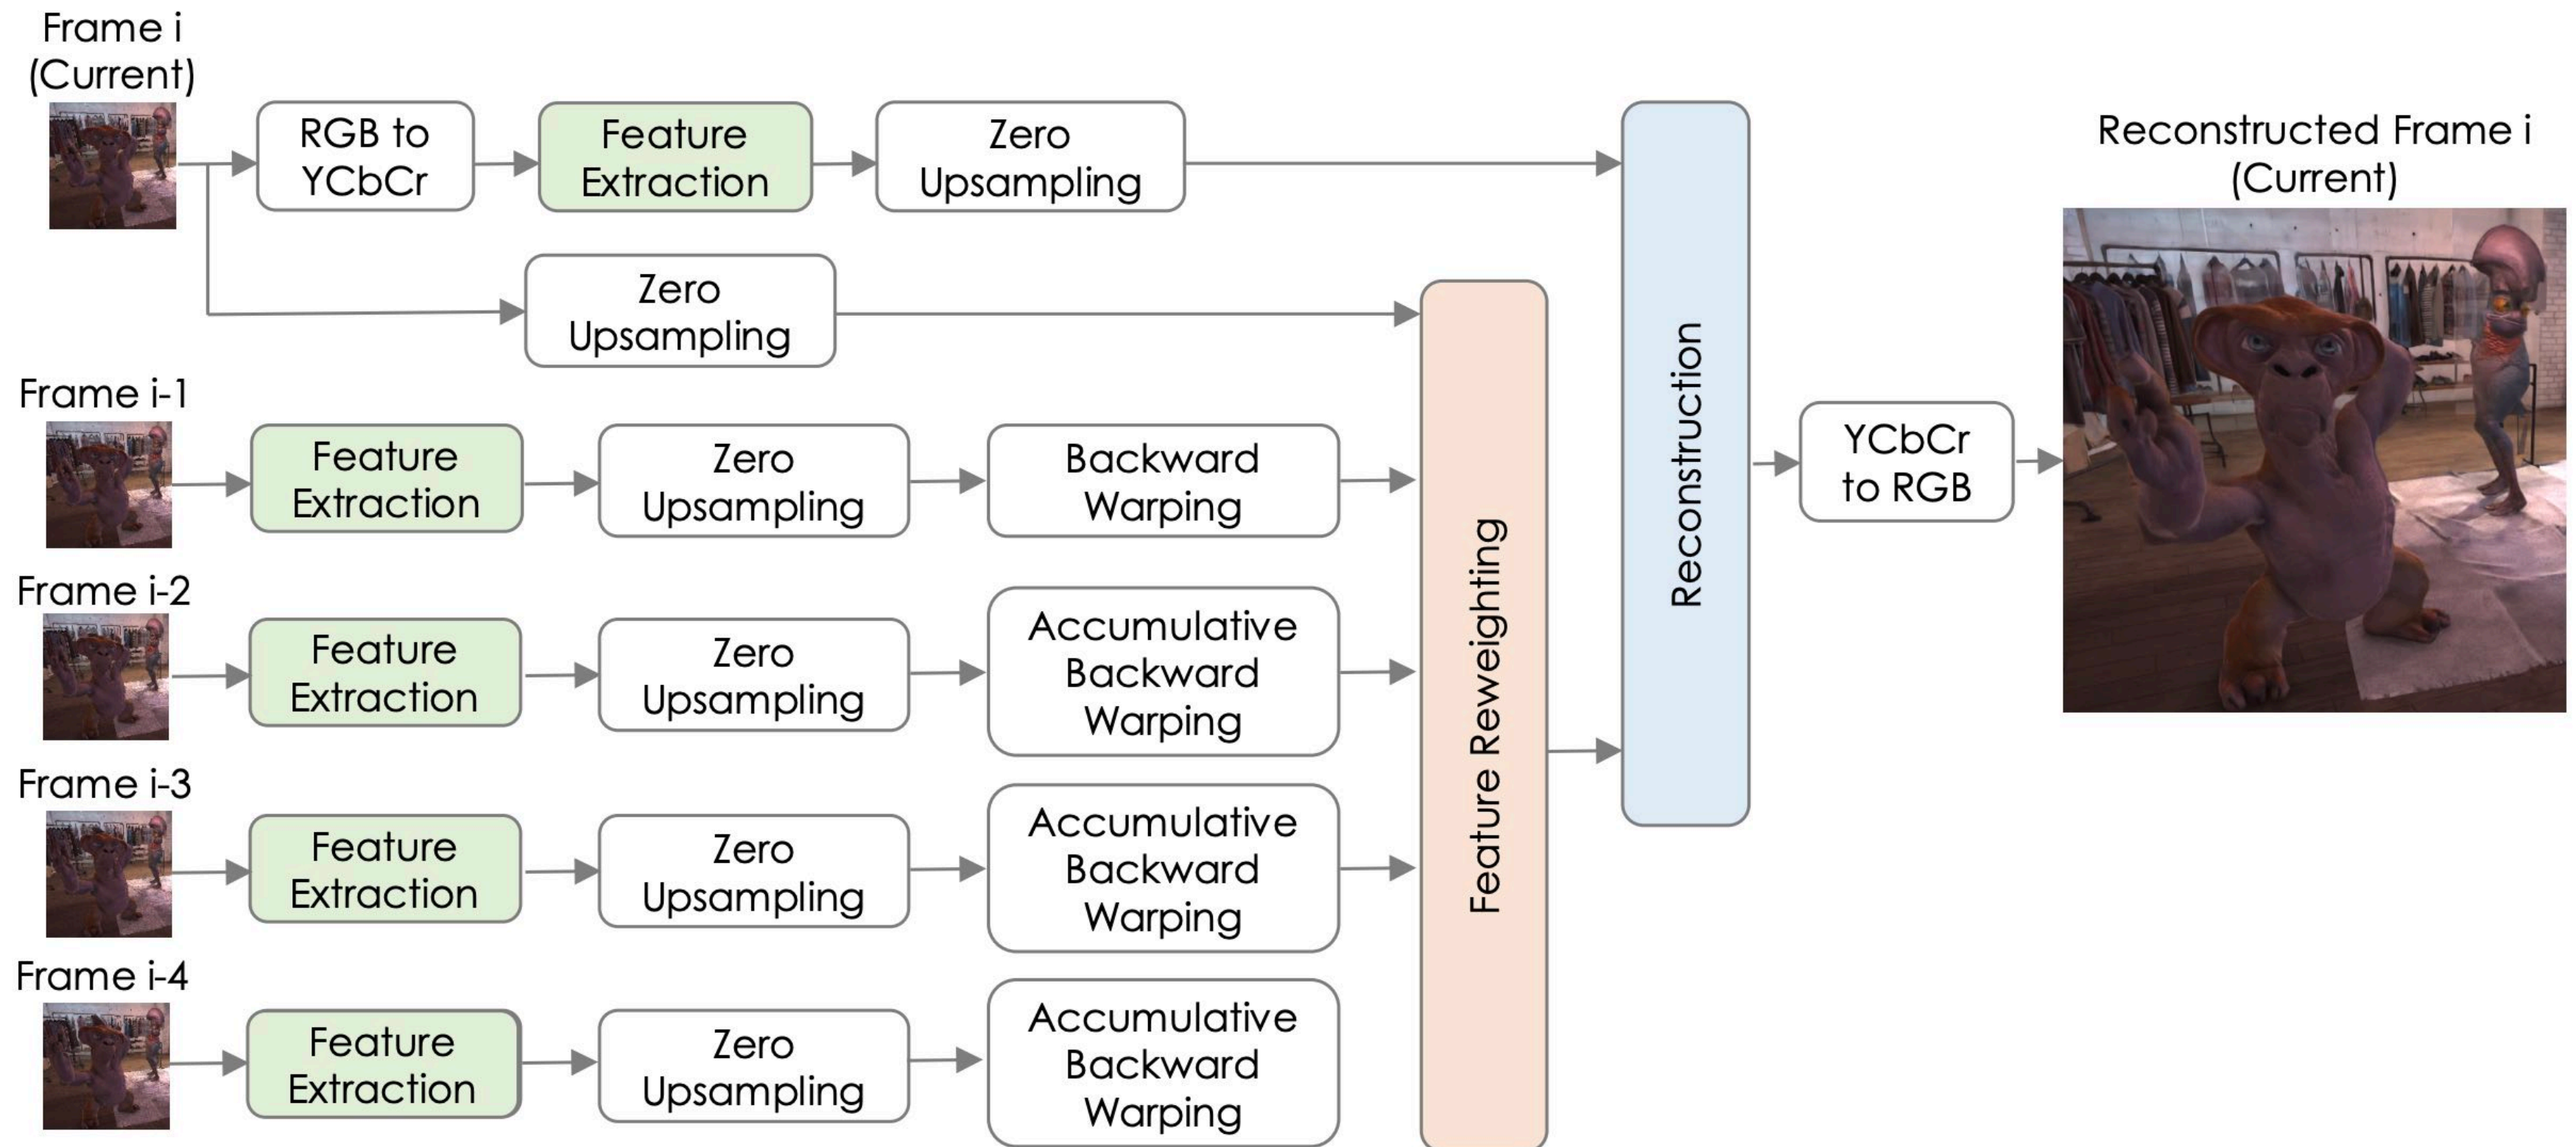 Frame i
(Current)
RGB to
YCbCr
Feature
Extraction
Zero
Upsampling
Zero
Upsampling
Frame i-1
Feature
Extraction
Zero
Upsampling
Backward
Warping
Frame i-2
Feature
Extraction
Zero
Upsampling
Accumulative
Backward
Warping
Frame i-3
Feature
Extraction
Zero
Upsampling
Accumulative
Backward
Warping
Frame i-4
Feature
Extraction
Zero
Upsampling
Accumulative
Backward
Warping
Feature Reweighting
Reconstruction
YCbCr
to RGB
Reconstructed Frame i
(Current)